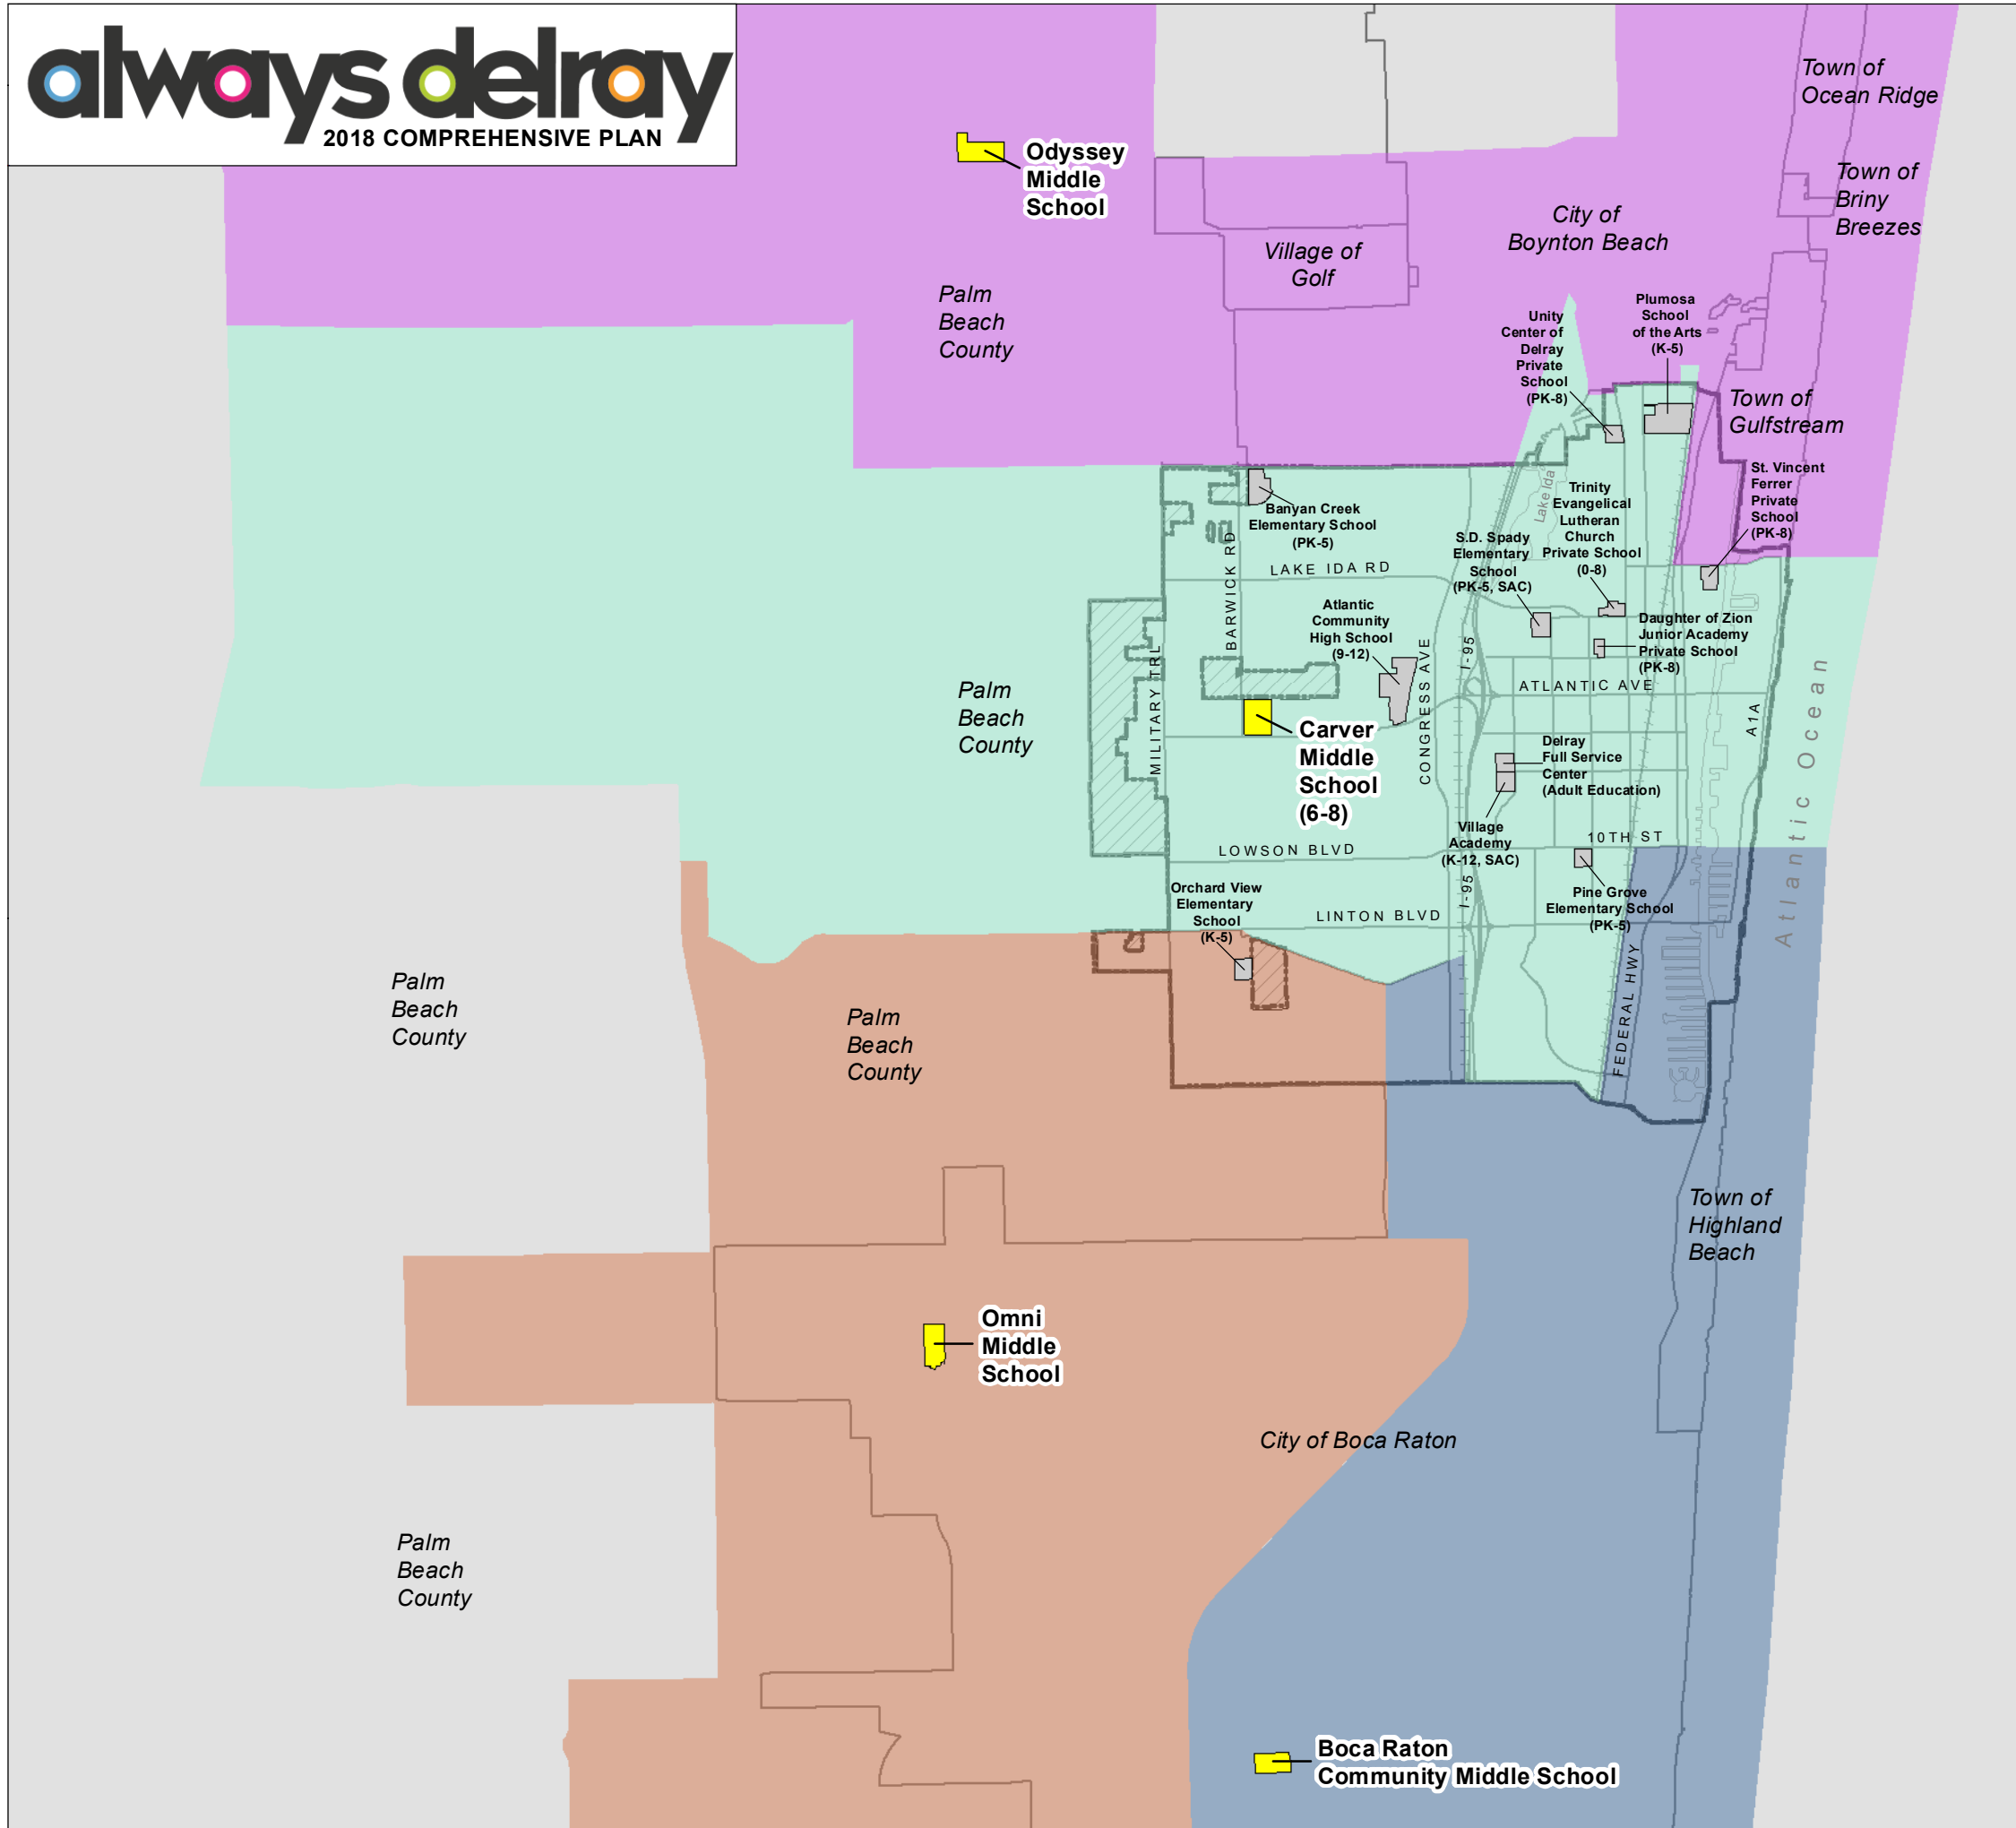 always delray
2018 COMPREHENSIVE PLAN
Town of
Ocean Ridge
Odyssey
Middle
School
Town of
Briny
Breezes
City of
Boynton Beach
Village of
Golf
Palm
Beach
County
Unity
Center of
Delray
Private
School
(PK-8)
Plumosa
School
of the Arts
(K-5)
Town of
Gulfstream
St. Vincent
Ferrer
Private
School
(PK-8)
Lake Ida
Trinity
Evangelical
Lutheran
Church
Private School
(0-8)
Banyan Creek
Elementary School
(PK-5)
S.D. Spady
Elementary
School
(PK-5, SAC)
BARWICK RD
LAKE IDA RD
Atlantic
Community
High School
(9-12)
Daughter of Zion
Junior Academy
Private School
(PK-8)
I-95
CONGRESS AVE
MILITARY TRL
ATLANTIC AVE
A1A
Atlantic Ocean
Palm
Beach
County
Carver
Middle
School
(6-8)
Delray
Full Service
Center
(Adult Education)
Village
Academy
(K-12, SAC)
10TH ST
LOWSON BLVD
I-95
Orchard View
Elementary
School
(K-5)
LINTON BLVD
Pine Grove
Elementary School
(PK-5)
FEDERAL HWY
Palm
Beach
County
Palm
Beach
County
Town of
Highland
Beach
Omni
Middle
School
City of Boca Raton
Palm
Beach
County
Boca Raton
Community Middle School